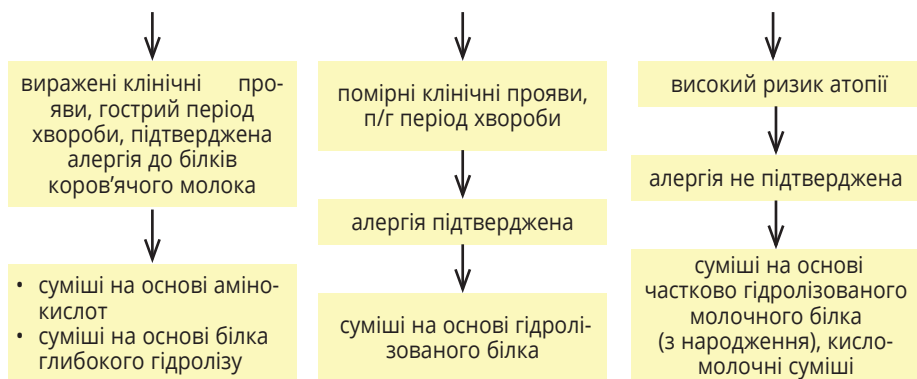 виражені клінічні про-
яви, гострий період
хвороби, підтверджена
алергія до білків
коров’ячого молока
• суміші на основі аміно-
кислот
• суміші на основі білка
глибокого гідролізу
помірні клінічні прояви,
п/г період хвороби
алергія підтверджена
суміші на основі гідролі-
зованого білка
високий ризик атопії
алергія не підтверджена
суміші на основі
частково гідролізованого
молочного білка
(з народження), кисло-
молочні суміші